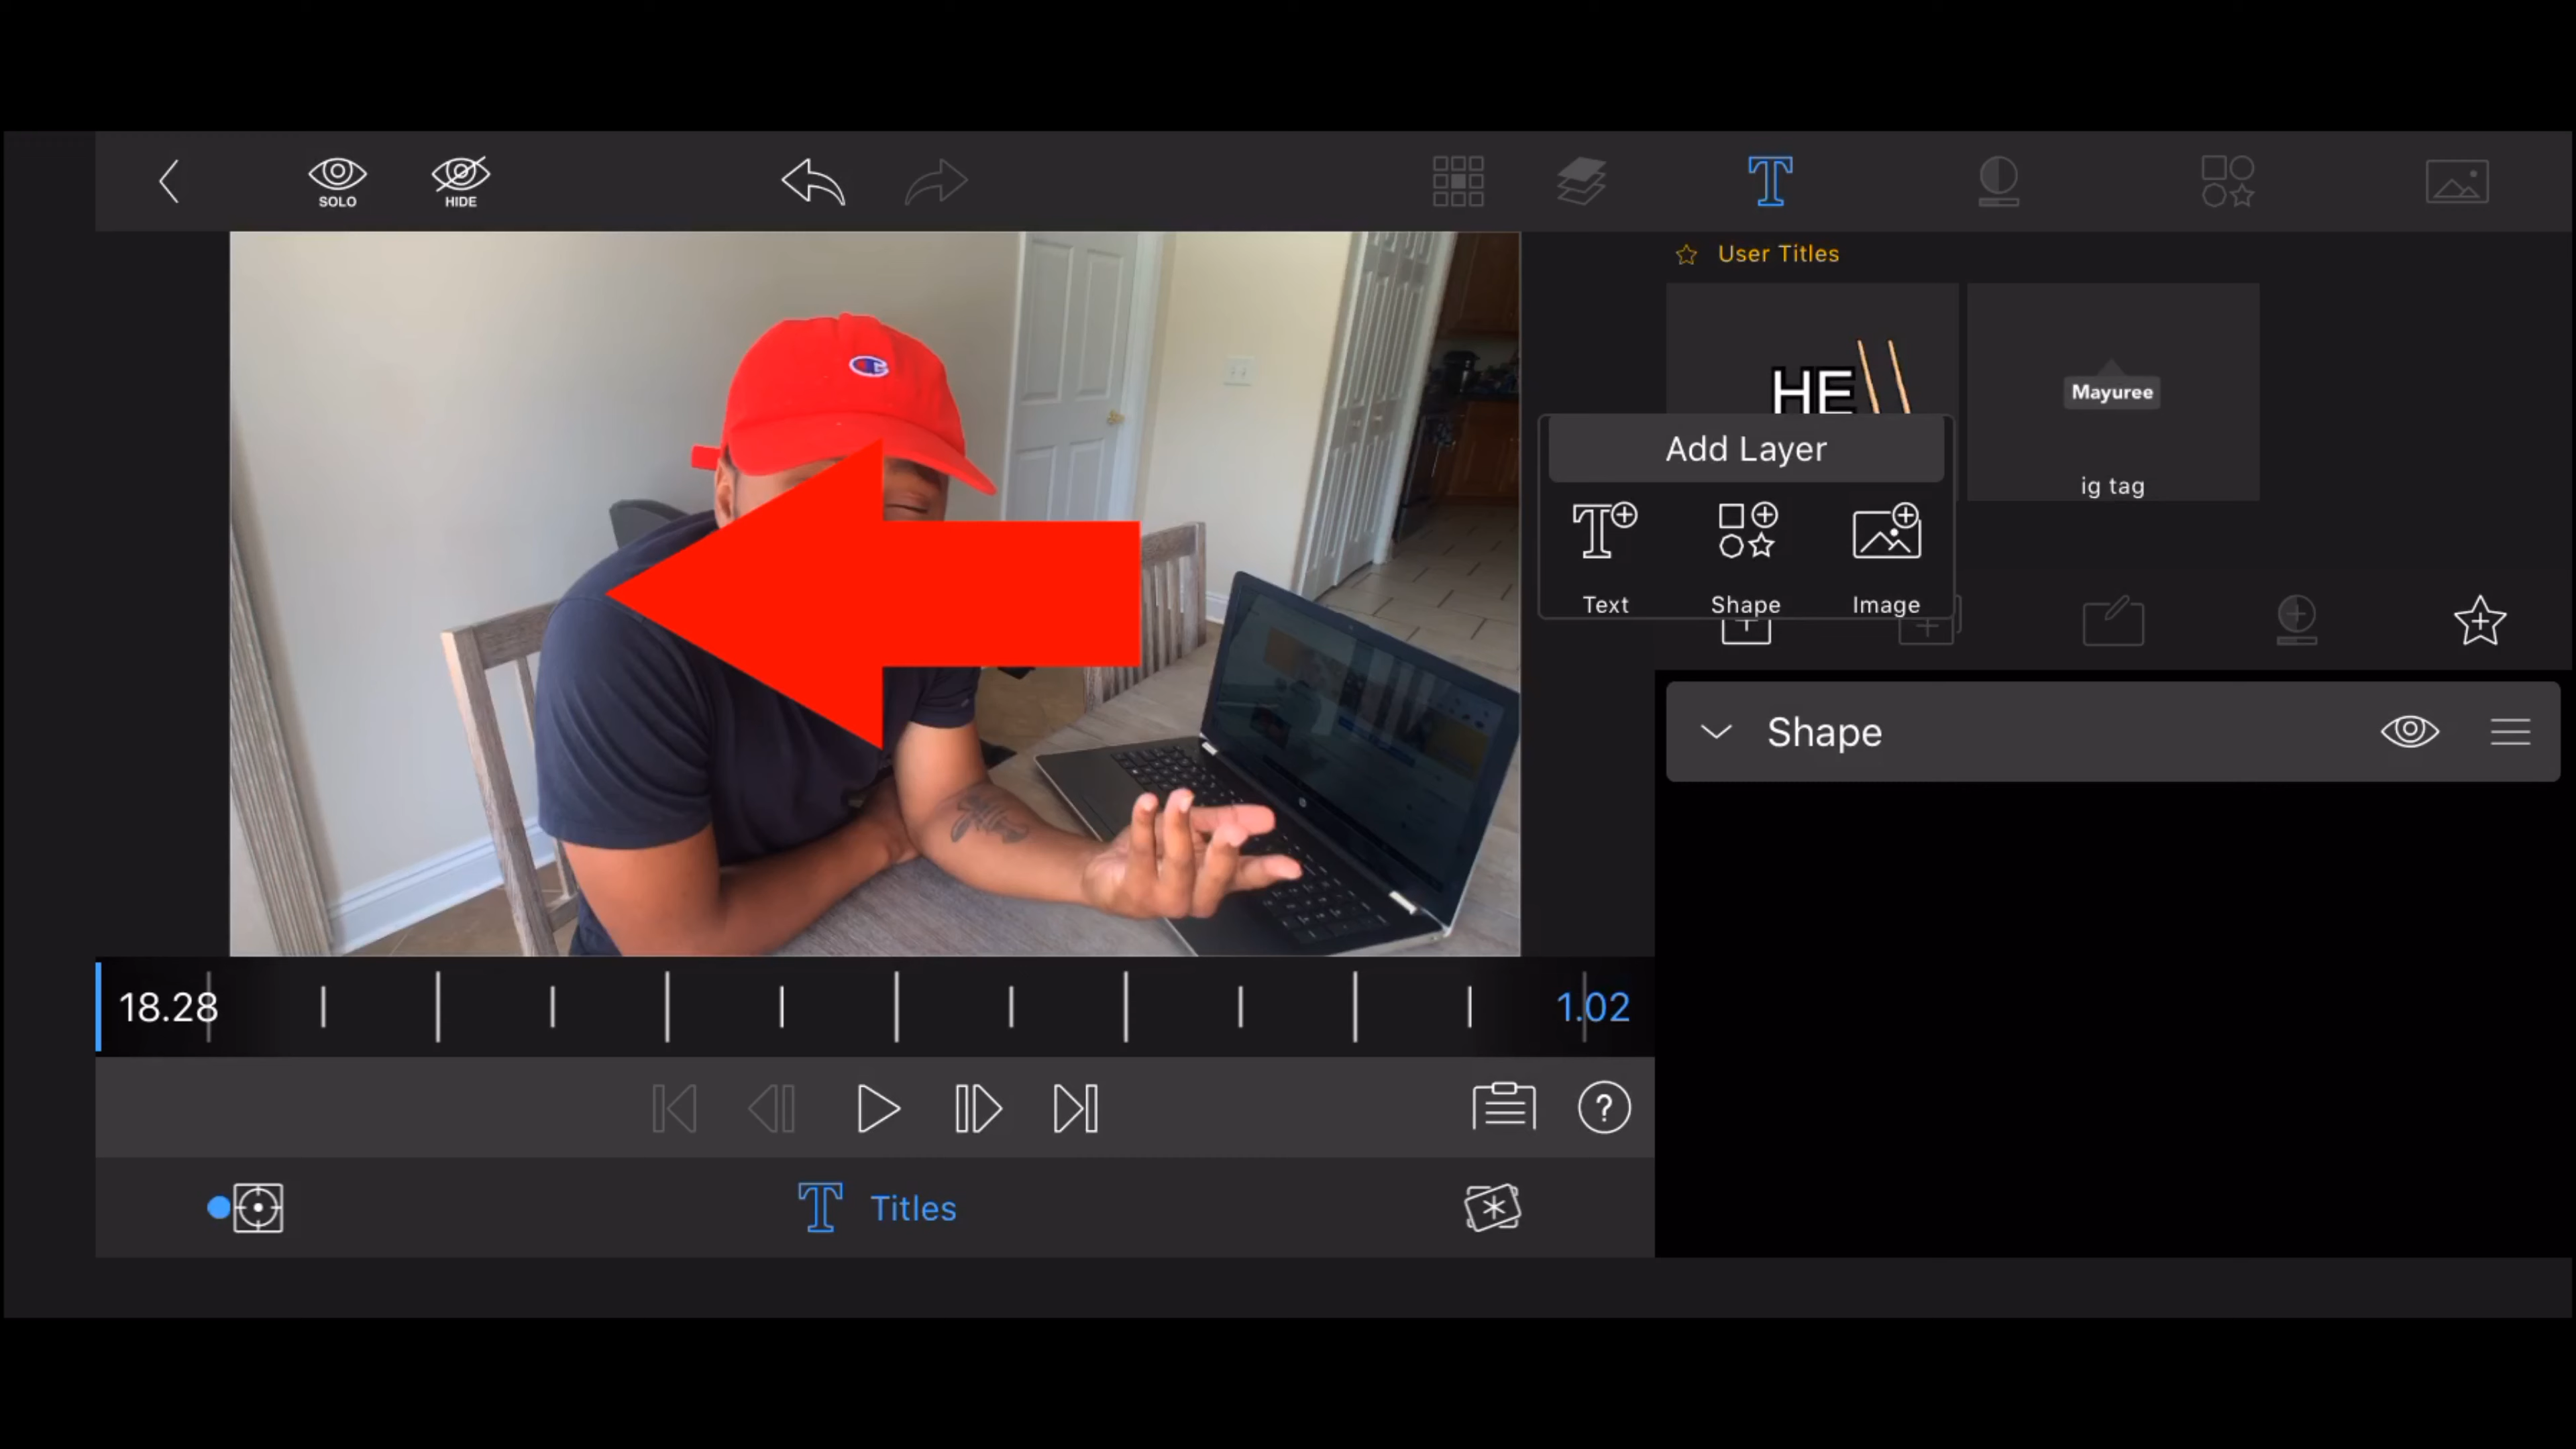 SOLO
HIDE
User Titles
HE
Mayuree
ig tag
Add Layer
Text
Shape
Image
Shape
18.28
1.02
?
Titles